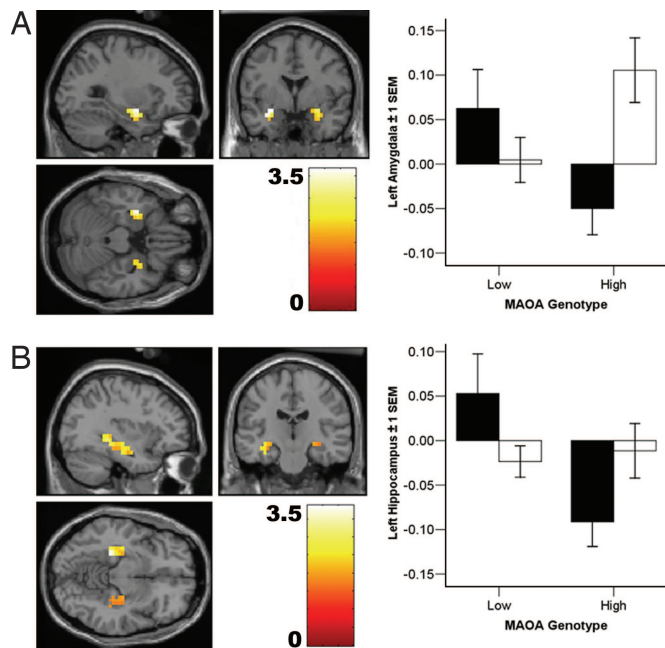 A
3.5
0
Left Amygdala ± 1 SEM
0.15
0.10
0.05
0.00
-0.05
-0.10
Low
High
MAOA Genotype
B
3.5
0
Left Hippocampus ± 1 SEM
0.10
0.05
0.00
-0.05
-0.10
-0.15
Low
High
MAOA Genotype